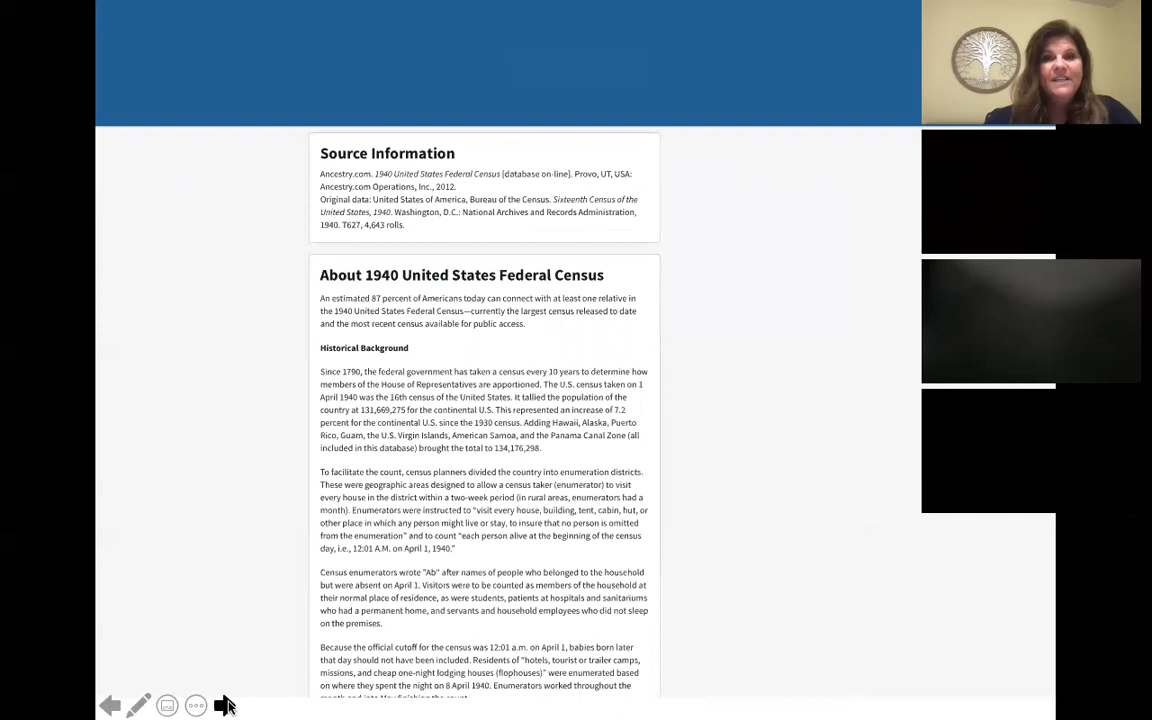 Source Information
Ancestry.com. 1940 United States Federal Census [database on-line]. Provo, UT, USA:
Ancestry.com Operations, Inc., 2012.
Original data: United States of America, Bureau of the Census. Sixteenth Census of the
United States, 1940. Washington, D.C.: National Archives and Records Administration,
1940. T627, 4,643 rolls.
About 1940 United States Federal Census
An estimated 87 percent of Americans today can connect with at least one relative in
the 1940 United States Federal Census—currently the largest census released to date
and the most recent census available for public access.
Historical Background
Since 1790, the federal government has taken a census every 10 years to determine how
members of the House of Representatives are apportioned. The U.S. census taken on 1
April 1940 was the 16th census of the United States. It tallied the population of the
country at 131,669,275 for the continental U.S. This represented an increase of 7.2
percent for the continental U.S. since the 1930 census. Adding Hawaii, Alaska, Puerto
Rico, Guam, the U.S. Virgin Islands, American Samoa, and the Panama Canal Zone (all
included in this database) brought the total to 134,176,298.
To facilitate the count, census planners divided the country into enumeration districts.
These were geographic areas designed to allow a census taker (enumerator) to visit
every house in the district within a two-week period (in rural areas, enumerators had a
month). Enumerators were instructed to “visit every house, building, tent, cabin, hut, or
other place in which any person might live or stay, to insure that no person is omitted
from the enumeration” and to count “each person alive at the beginning of the census
day, i.e., 12:01 A.M. on April 1, 1940.”
Census enumerators wrote "Ab" after names of people who belonged to the household
but were absent on April 1. Visitors were to be counted as members of the household at
their normal place of residence, as were students, patients at hospitals and sanitariums
who had a permanent home, and servants and household employees who did not sleep
on the premises.
Because the official cutoff for the census was 12:01 a.m. on April 1, babies born later
that day should not have been included. Residents of “hotels, tourist or trailer camps,
missions, and cheap one-night lodging houses (flophouses)” were enumerated based
on where they spent the night on 8 April 1940. Enumerators worked throughout the